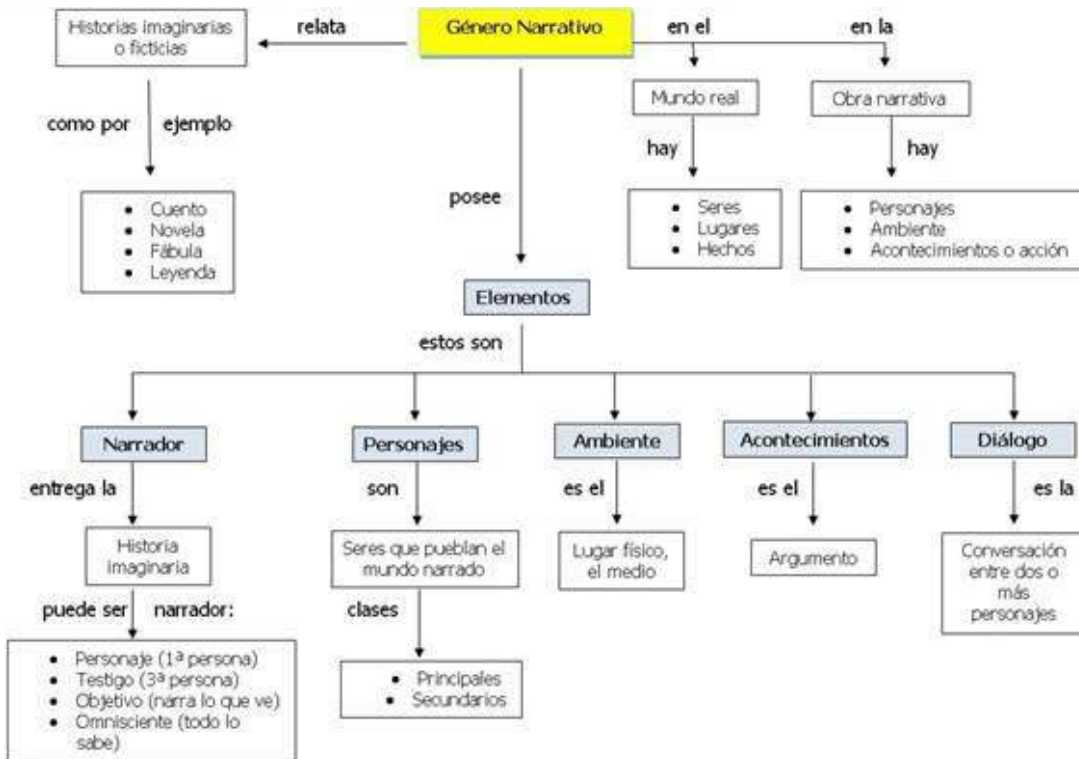 Historias imaginarias
o ficticias
relata
Género Narrativo
en el
en la
Mundo real
Obra narrativa
como por
ejemplo
hay
hay
posee
• Cuento
• Novela
• Fábula
• Leyenda
• Seres
• Lugares
• Hechos
• Personajes
• Ambiente
• Acontecimientos o acción
Elementos
estos son
Narrador
Personajes
Ambiente
Acontecimientos
Diálogo
entrega la
son
es el
es el
es la
Historia
imaginaria
Seres que pueblan el
mundo narrado
Lugar físico,
el medio
Argumento
Conversación
entre dos o
más
personajes
puede ser
narrador:
clases
• Personaje (1ª persona)
• Testigo (3ª persona)
• Objetivo (narra lo que ve)
• Omnisciente (todo lo
sabe)
• Principales
• Secundarios